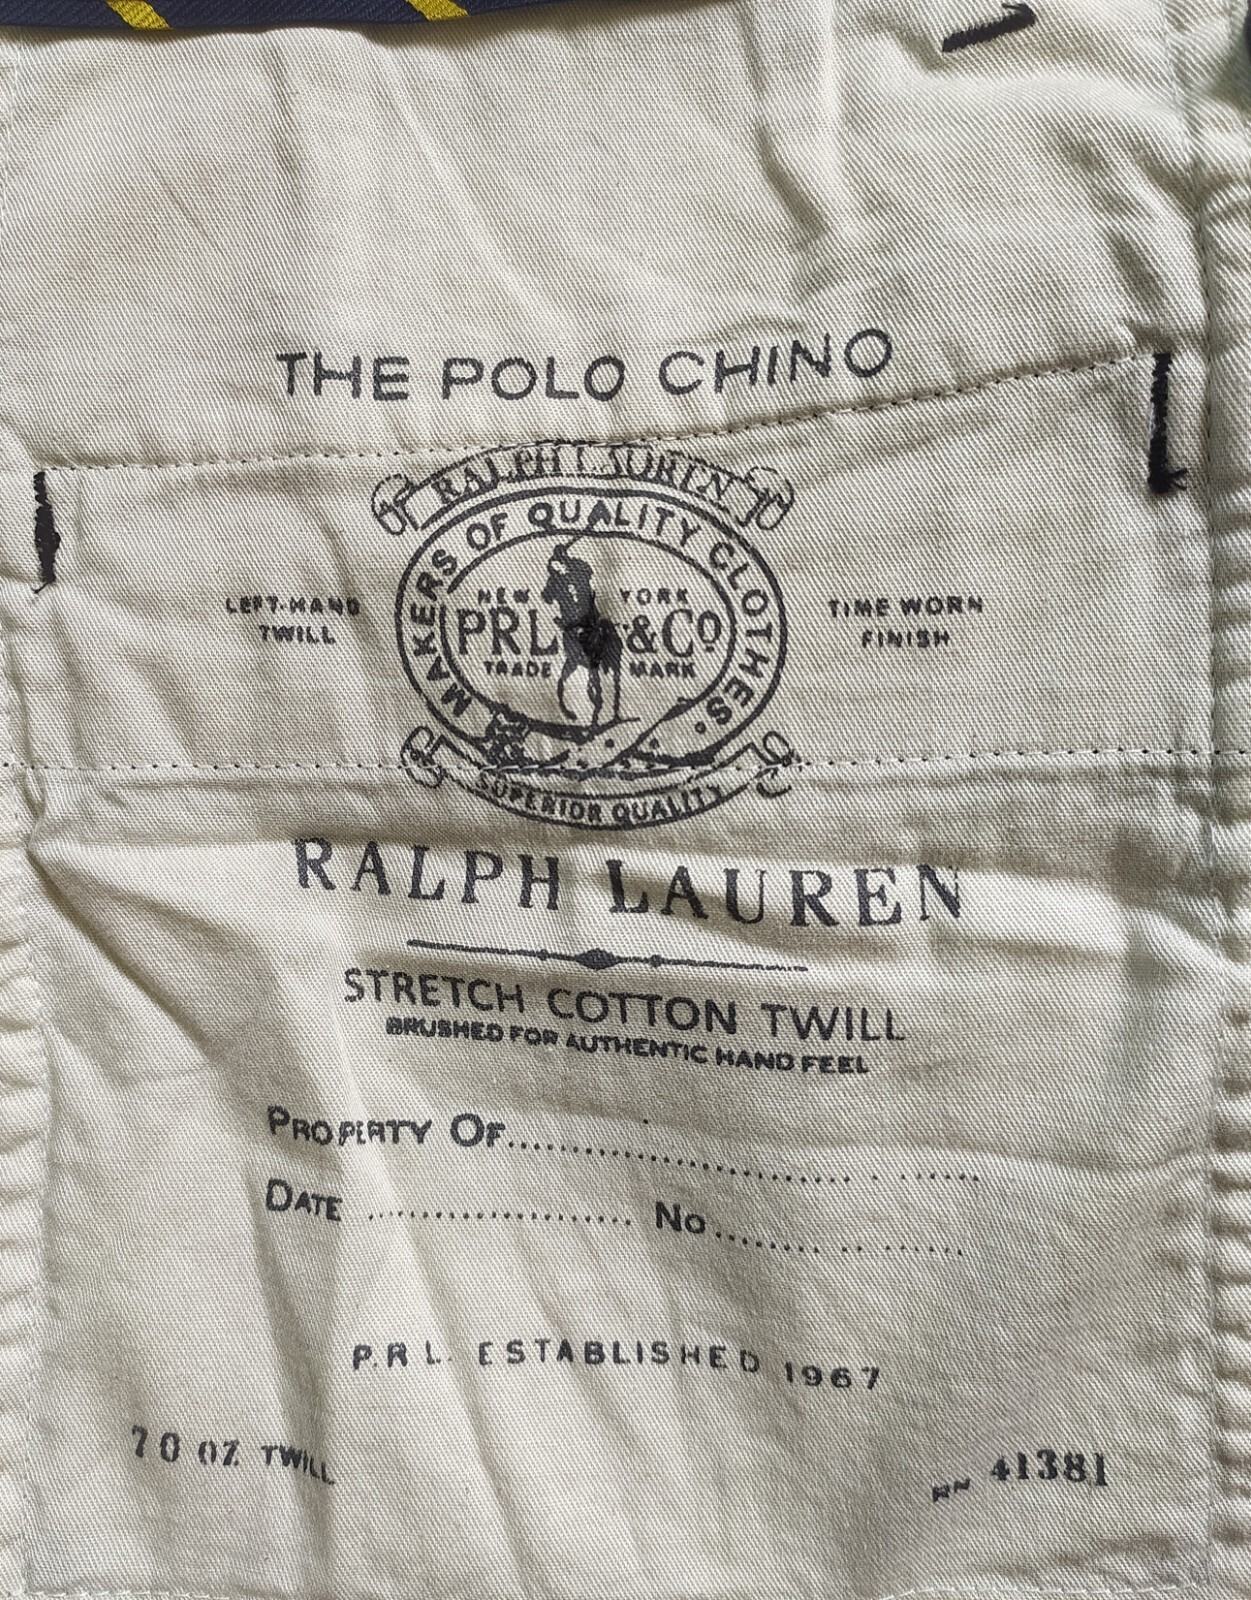 THE POLO CHINO
RALPH LAUREN
MAKERS OF QUALITY CLOTHES.
NEW YORK
PRL & Co
TRADE MARK
LEFT-HAND
TWILL
TIME WORN
FINISH
SUPERIOR QUALITY
RALPH LAUREN
STRETCH COTTON TWILL
BRUSHED FOR AUTHENTIC HAND FEEL
PROPERTY OF....................................
DATE .................... No..................
P.R L. ESTABLISHED 1967
70 OZ TWILL
RN 41381